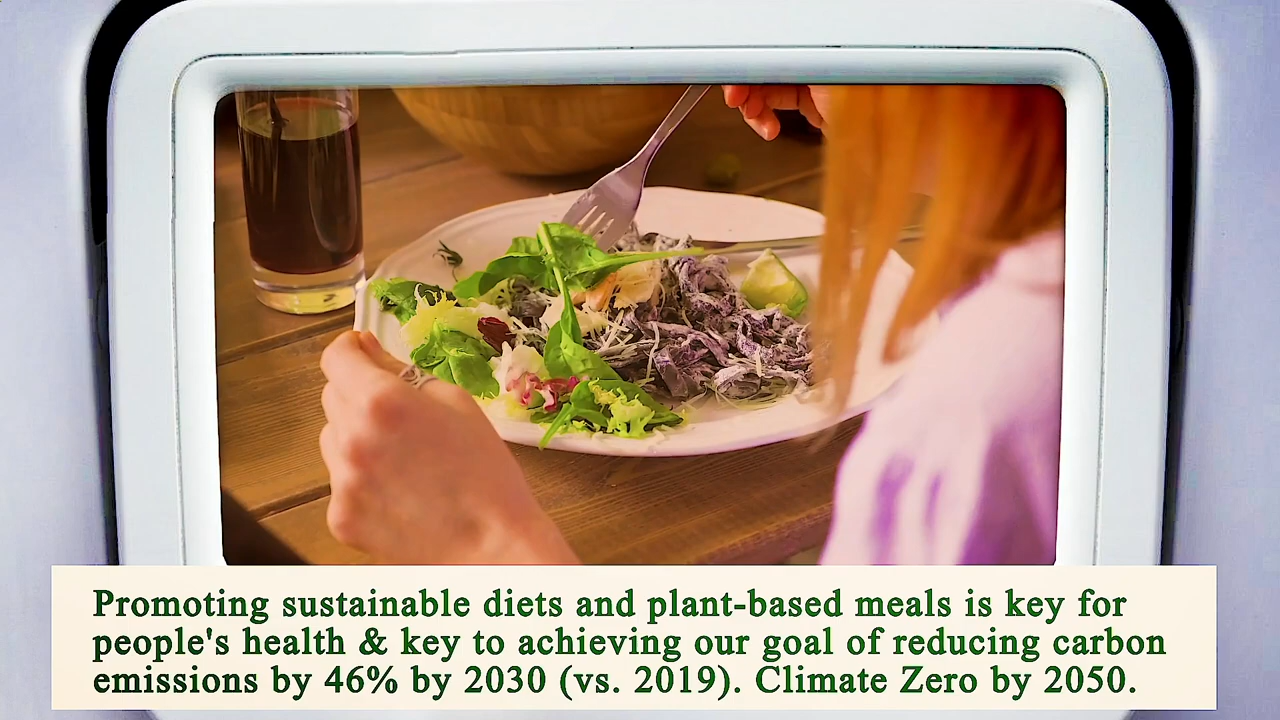 Promoting sustainable diets and plant-based meals is key for
people's health & key to achieving our goal of reducing carbon
emissions by 46% by 2030 (vs. 2019). Climate Zero by 2050.